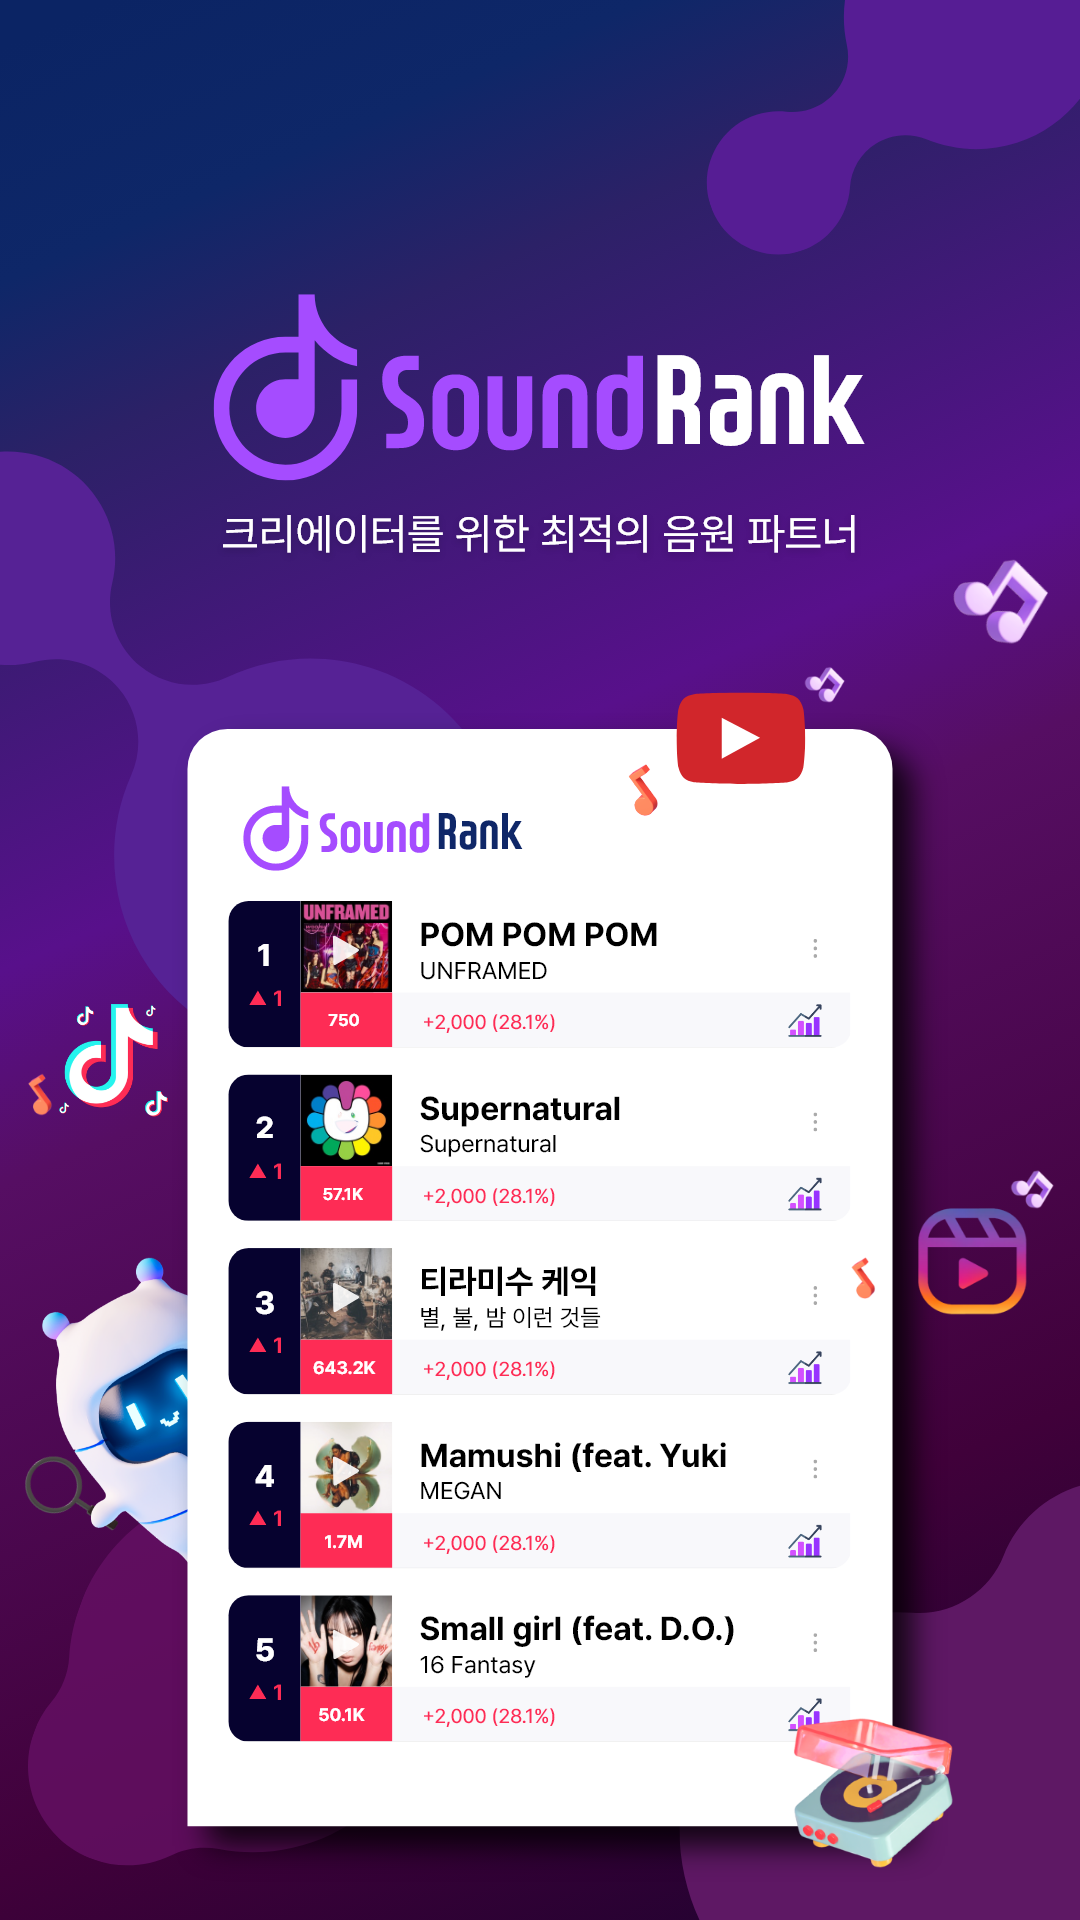 SoundRank
크리에이터를 위한 최적의 음원 파트너
Sound Rank
1
▲ 1
UNFRAMED
750
POM POM POM
UNFRAMED
+2,000 (28.1%)
2
▲ 1
57.1K
Supernatural
Supernatural
+2,000 (28.1%)
3
▲ 1
643.2K
티라미수 케익
별, 불, 밤 이런 것들
+2,000 (28.1%)
4
▲ 1
1.7M
Mamushi (feat. Yuki
MEGAN
+2,000 (28.1%)
5
▲ 1
50.1K
Small girl (feat. D.O.)
16 Fantasy
+2,000 (28.1%)